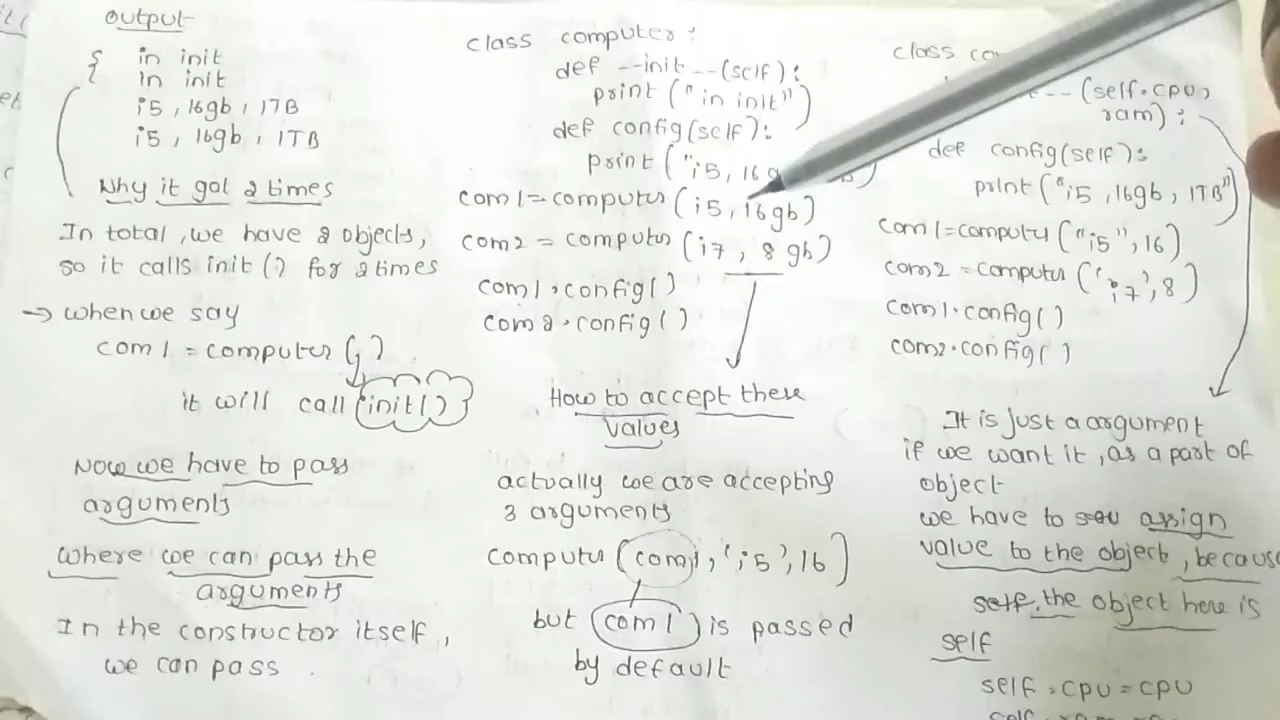 output
in init
in init
i5, 16gb, 1TB
i5, 16gb, 1TB
Why it got 2 times
In total, we have 2 objects,
so it calls init() for 2 times
→ when we say
com1 = computer ( )
it will call init()
Now we have to pass
arguments
where we can pass the
arguments
In the constructor itself,
we can pass
class computer:
def __init__(self):
print ("in init")
def config(self):
print ("i5, 16g
com1 = computer (i5, 16gb)
com2 = computer (i7, 8gb)
com1.config()
com2.config()
How to accept these
values
actually we are accepting
3 arguments
computer (com1, 'i5', 16)
but com1 is passed
by default
class co
-- (self.cpu,
ram):
def config(self):
print ("i5, 16gb, 1TB")
com1 = computer ("i5", 16)
com2 = computer ('i7', 8)
com1.config()
com2.config()
It is just a argument
if we want it, as a part of
object
we have to assign
value to the object, because
the object here is
self
self.cpu = cpu